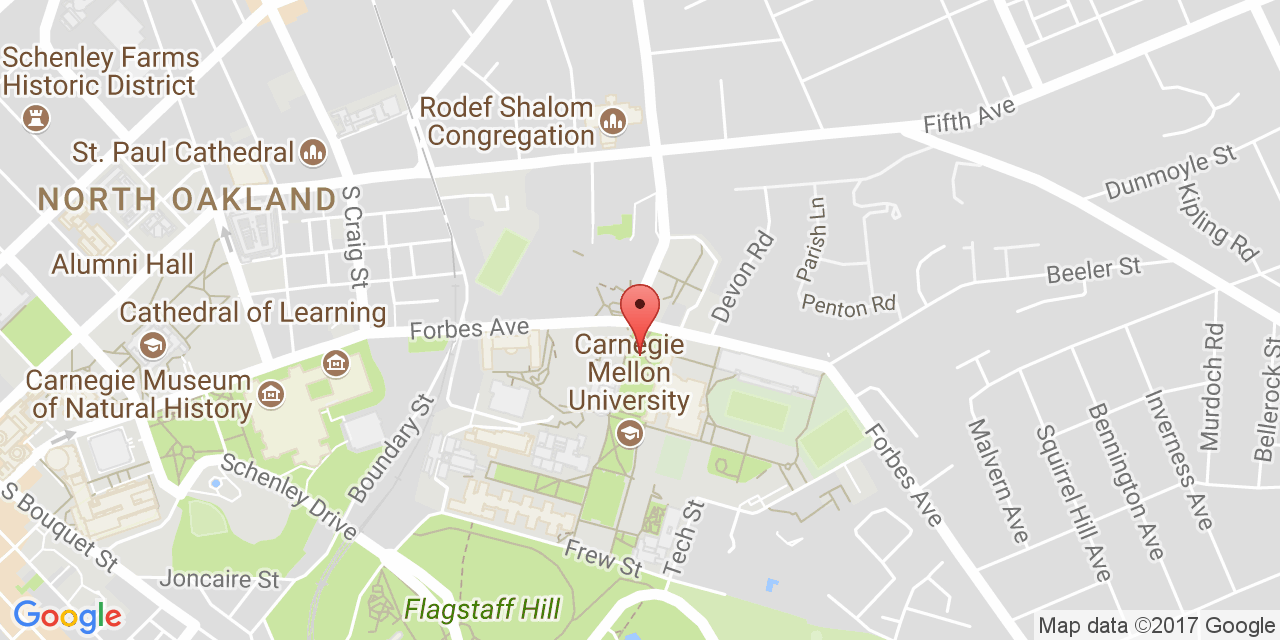 Schenley Farms
Historic District
Rodef Shalom
Congregation
Fifth Ave
St. Paul Cathedral
Dunmoyle St
NORTH OAKLAND
S Craig St
Parish Ln
Kipling Rd
Devon Rd
Alumni Hall
Beeler St
Penton Rd
Cathedral of Learning
Forbes Ave
Carnegie
Mellon
University
Murdoch Rd
Bellerock St
Carnegie Museum
of Natural History
Boundary St
Inverness Ave
Bennington Ave
Malvern Ave
Squirrel Hill Ave
Forbes Ave
Schenley Drive
S Bouquet St
Tech St
Frew St
Joncaire St
Flagstaff Hill
Google
Map data ©2017 Google